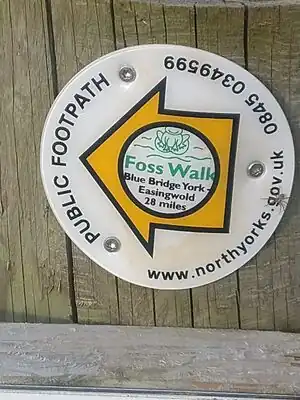 PUBLIC FOOTPATH
0845 0349599
Foss Walk
Blue Bridge York -
Easingwold
28 miles
www.northyorks.gov.uk